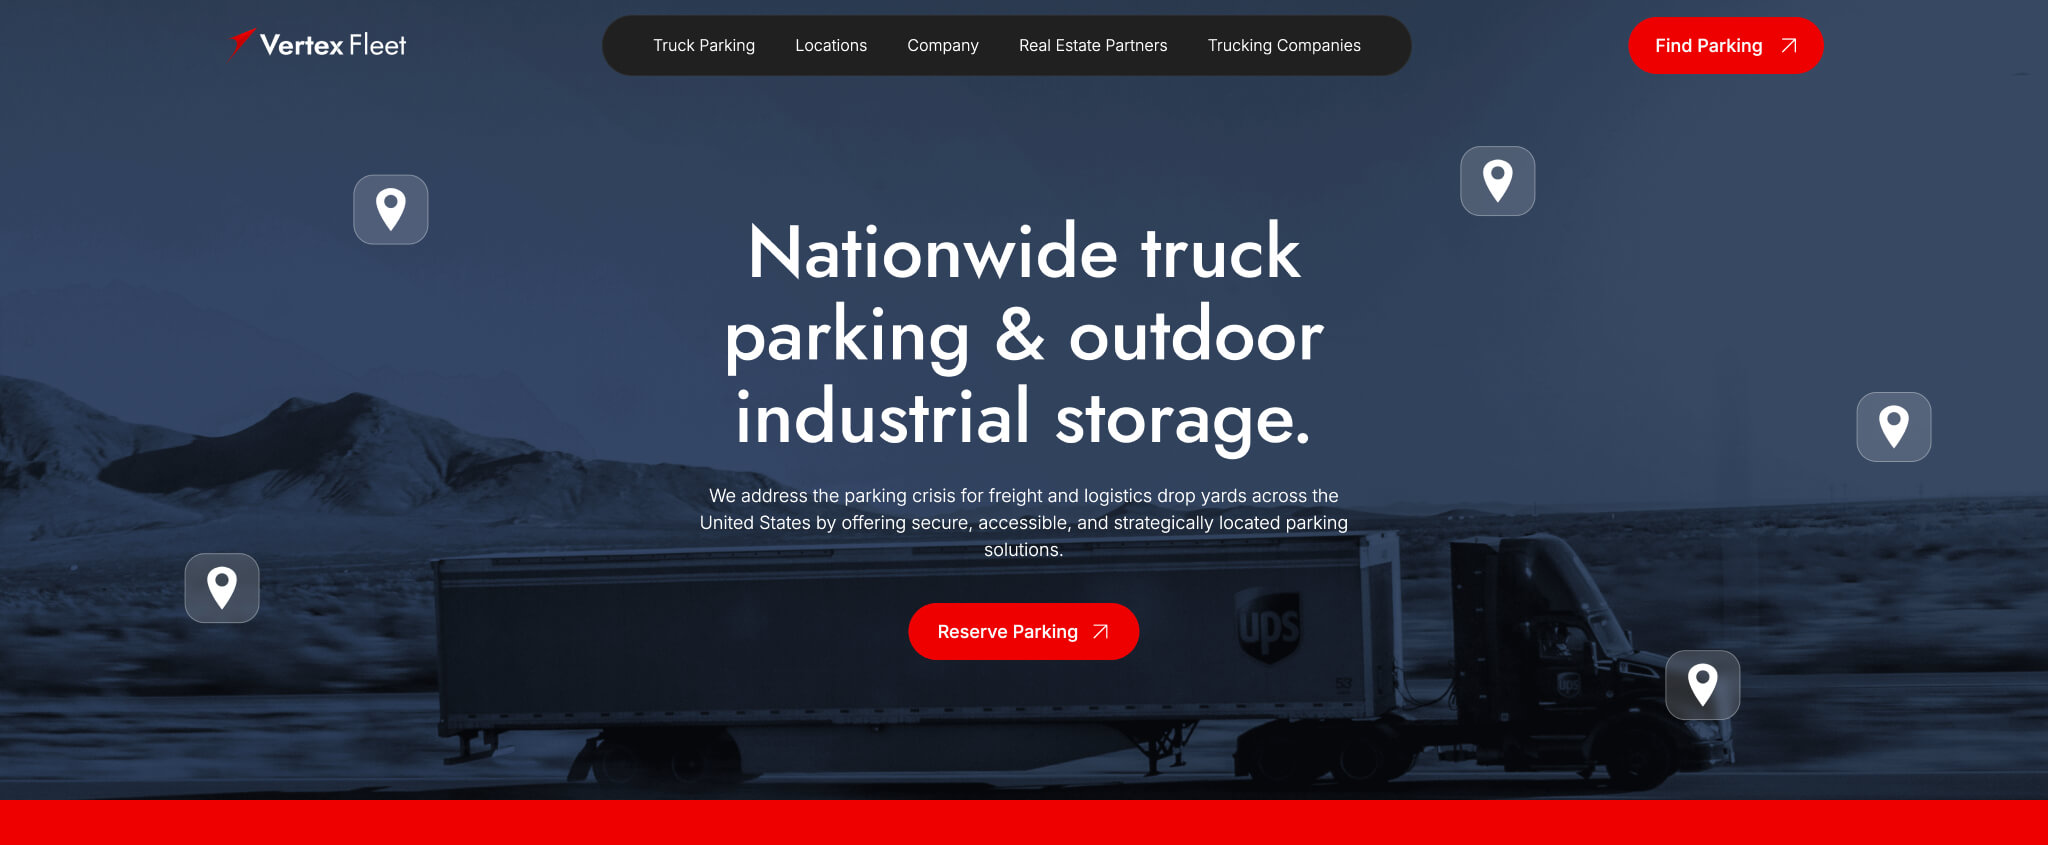 Vertex Fleet
Truck Parking
Locations
Company
Real Estate Partners
Trucking Companies
Find Parking
Nationwide truck
parking & outdoor
industrial storage.
We address the parking crisis for freight and logistics drop yards across the
United States by offering secure, accessible, and strategically located parking
solutions.
Reserve Parking
ups
53'
ups